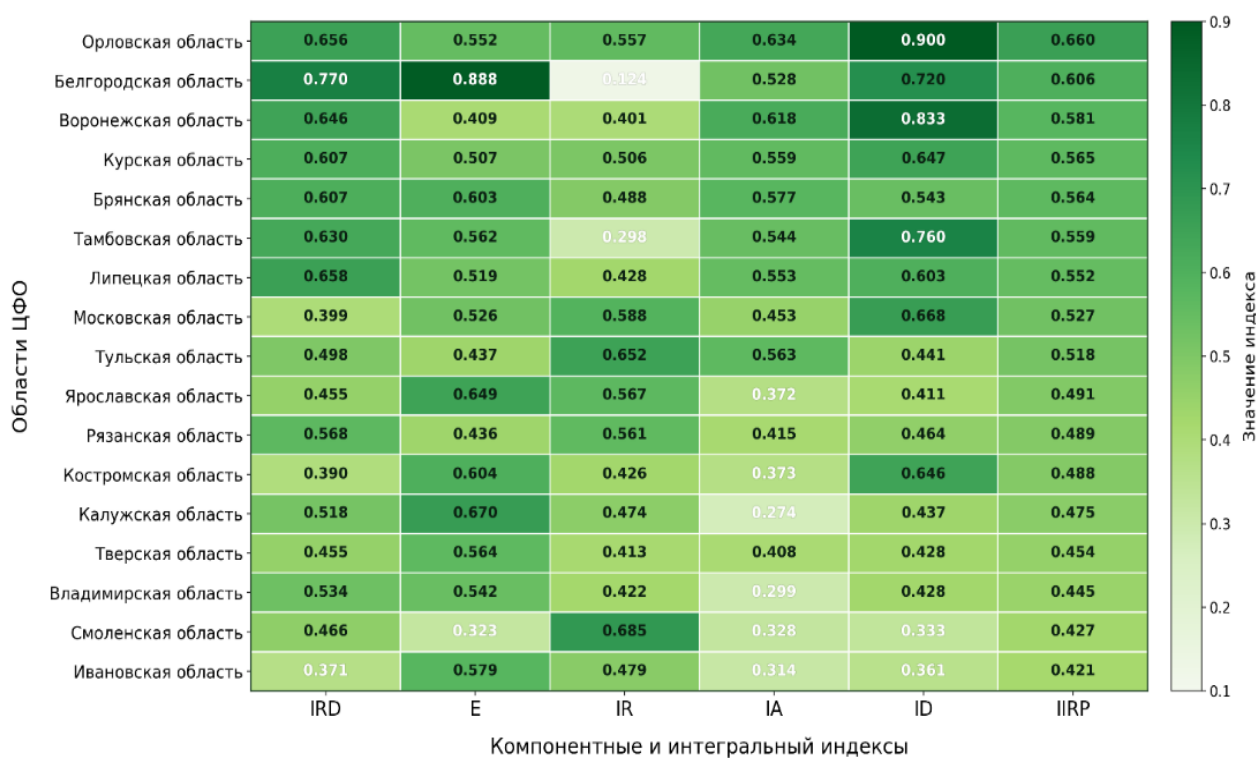 Орловская область 0.656 0.552 0.557 0.634 0.900 0.660
Белгородская область 0.770 0.888 0.124 0.528 0.720 0.606
Воронежская область 0.646 0.409 0.401 0.618 0.833 0.581
Курская область 0.607 0.507 0.506 0.559 0.647 0.565
Брянская область 0.607 0.603 0.488 0.577 0.543 0.564
Тамбовская область 0.630 0.562 0.298 0.544 0.760 0.559
Липецкая область 0.658 0.519 0.428 0.553 0.603 0.552
Московская область 0.399 0.526 0.588 0.453 0.668 0.527
Тульская область 0.498 0.437 0.652 0.563 0.441 0.518
Ярославская область 0.455 0.649 0.567 0.372 0.411 0.491
Рязанская область 0.568 0.436 0.561 0.415 0.464 0.489
Костромская область 0.390 0.604 0.426 0.373 0.646 0.488
Калужская область 0.518 0.670 0.474 0.274 0.437 0.475
Тверская область 0.455 0.564 0.413 0.408 0.428 0.454
Владимирская область 0.534 0.542 0.422 0.299 0.428 0.445
Смоленская область 0.466 0.323 0.685 0.328 0.333 0.427
Ивановская область 0.371 0.579 0.479 0.314 0.361 0.421
IRD E IR IA ID IIRP
Компонентные и интегральный индексы
Области ЦФО
0.9
0.8
0.7
0.6
0.5
0.4
0.3
0.2
0.1
Значение индекса